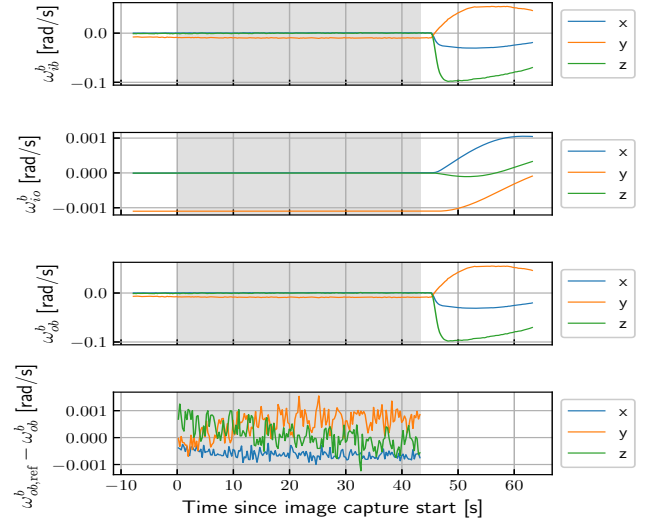 ω^b_ib [rad/s]
0.0
−0.1
x
y
z
ω^b_io [rad/s]
0.001
0.000
−0.001
x
y
z
ω^b_ob [rad/s]
0.0
−0.1
x
y
z
ω^b_ob,ref − ω^b_ob [rad/s]
0.001
0.000
−0.001
x
y
z
−10 0 10 20 30 40 50 60
Time since image capture start [s]